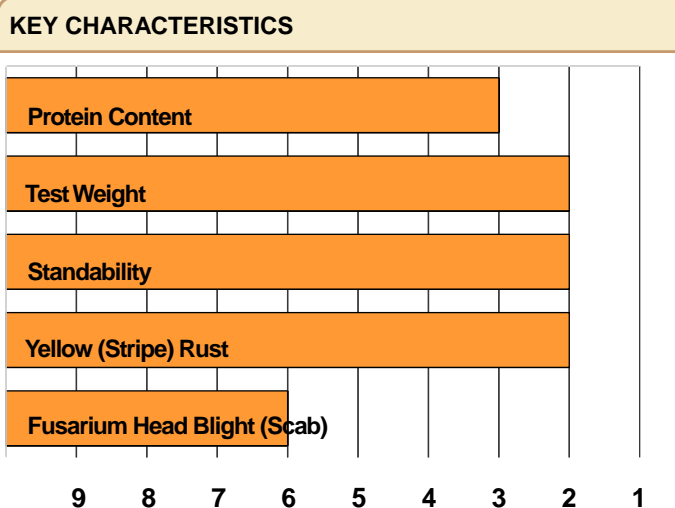 KEY CHARACTERISTICS
Protein Content
Test Weight
Standability
Yellow (Stripe) Rust
Fusarium Head Blight (Scab)
9 8 7 6 5 4 3 2 1